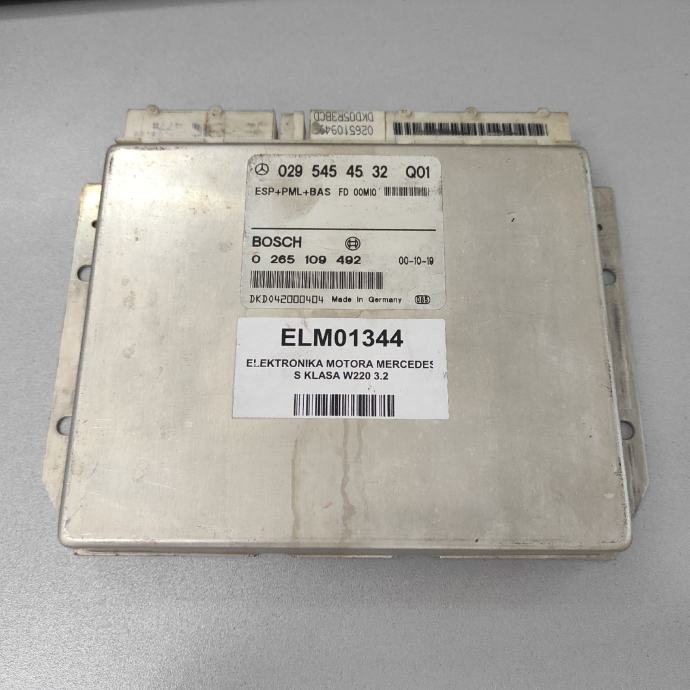 0265109492
DKD05R3BCD
029 545 45 32 Q01
ESP+PML+BAS FD 00M10
BOSCH
0 265 109 492 00-10-19
DKD042000404 Made in Germany
ELM01344
ELEKTRONIKA MOTORA MERCEDES
S KLASA W220 3.2